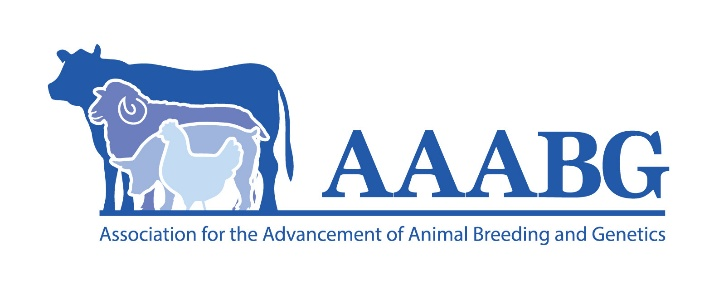 AAABG
Association for the Advancement of Animal Breeding and Genetics